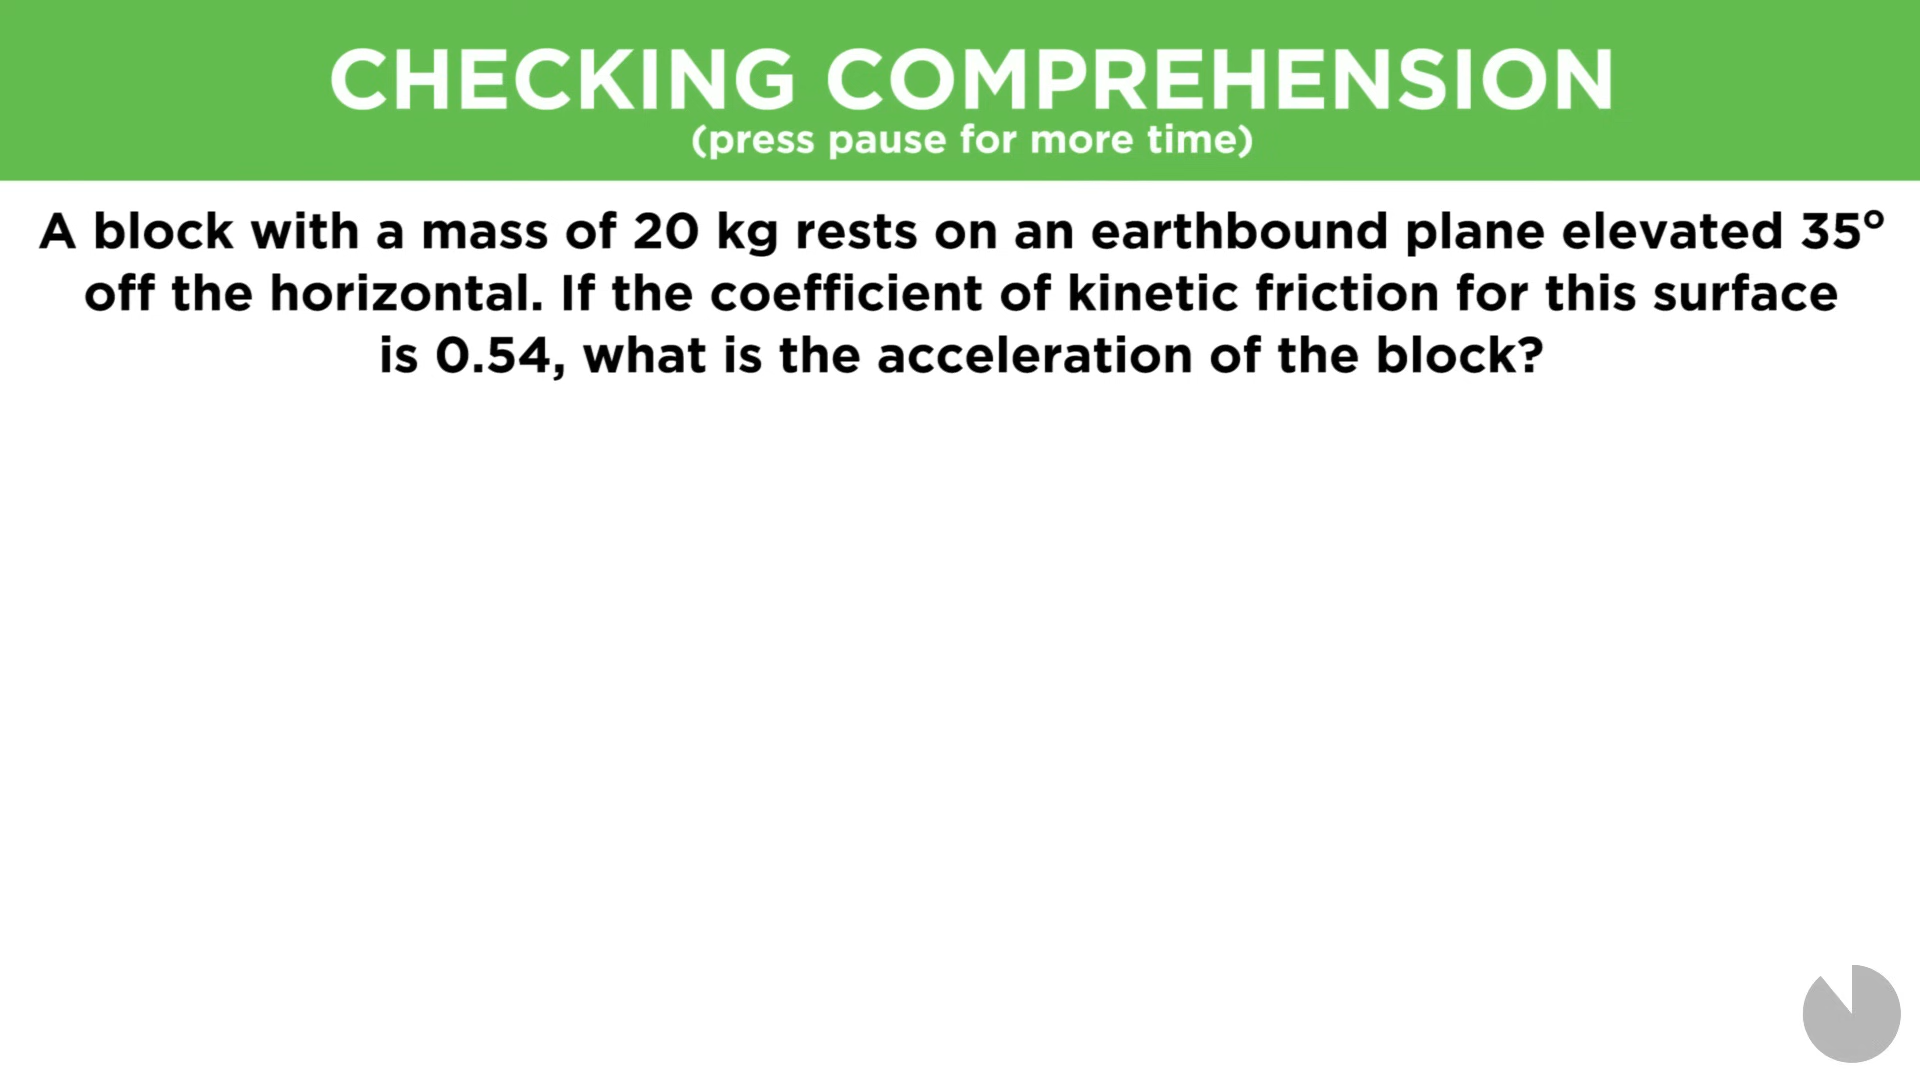 CHECKING COMPREHENSION
(press pause for more time)
A block with a mass of 20 kg rests on an earthbound plane elevated 35º
off the horizontal. If the coefficient of kinetic friction for this surface
is 0.54, what is the acceleration of the block?